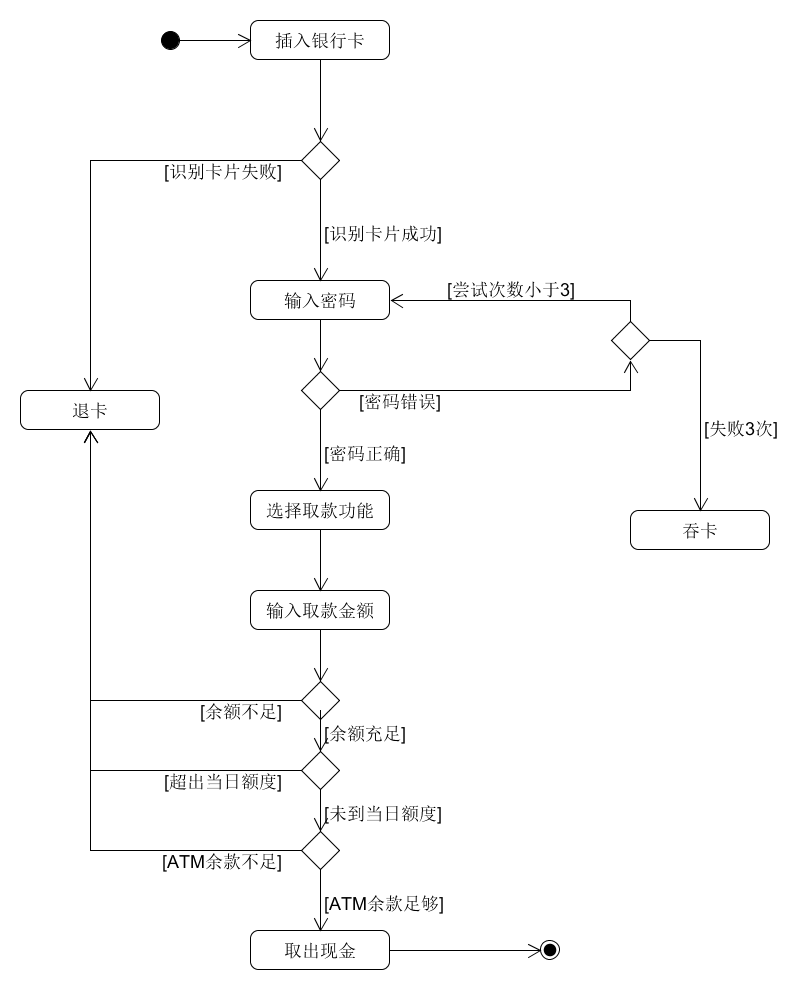 插入银行卡
[识别卡片失败]
[识别卡片成功]
[尝试次数小于3]
输入密码
[密码错误]
退卡
[失败3次]
[密码正确]
选择取款功能
吞卡
输入取款金额
[余额不足]
[余额充足]
[超出当日额度]
[未到当日额度]
[ATM余款不足]
[ATM余款足够]
取出现金